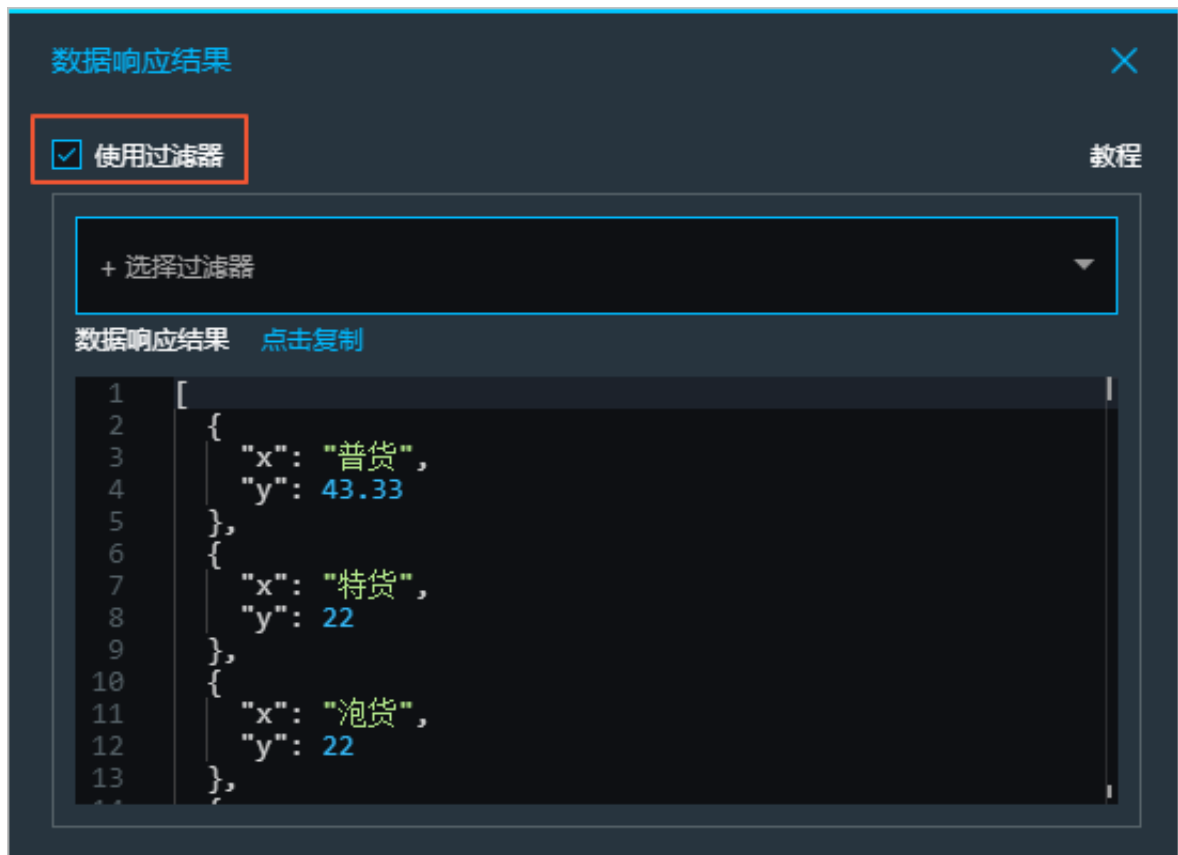 数据响应结果
使用过滤器 教程
+ 选择过滤器
数据响应结果 点击复制
1 [
2 {
3 "x": "普货",
4 "y": 43.33
5 },
6 {
7 "x": "特货",
8 "y": 22
9 },
10 {
11 "x": "泡货",
12 "y": 22
13 },
14 {